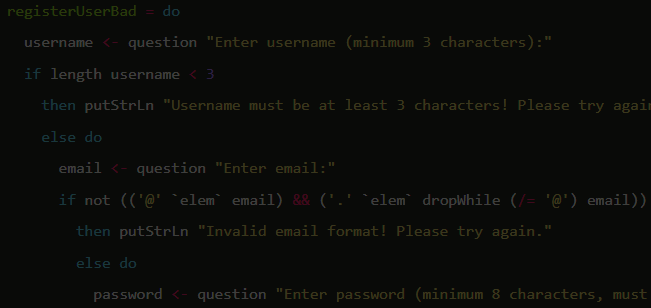 registerUserBad = do
username <- question "Enter username (minimum 3 characters):"
if length username < 3
then putStrLn "Username must be at least 3 characters! Please try again
else do
email <- question "Enter email:"
if not (('@' `elem` email) && ('.' `elem` dropWhile (/= '@') email))
then putStrLn "Invalid email format! Please try again."
else do
password <- question "Enter password (minimum 8 characters, must